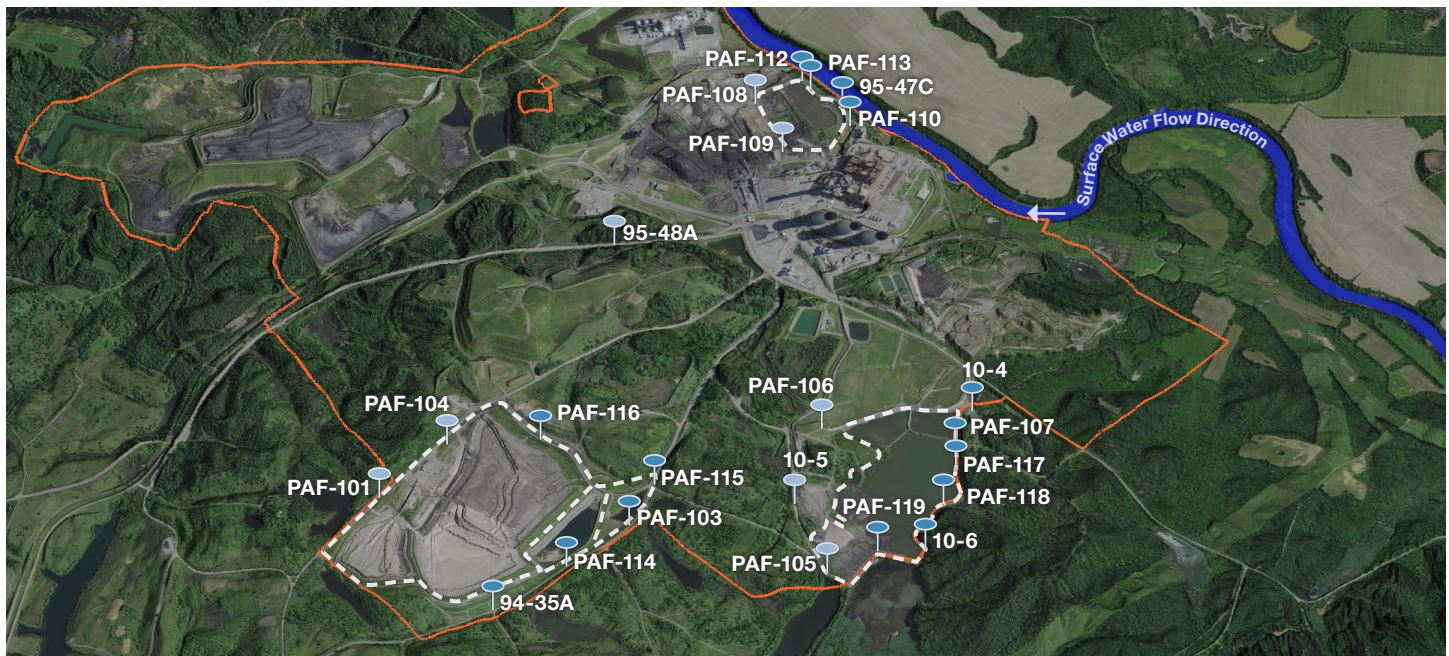 PAF-112
PAF-113
PAF-108
95-47C
PAF-110
PAF-109
Surface Water Flow Direction
95-48A
10-4
PAF-106
PAF-104
PAF-116
PAF-107
10-5
PAF-115
PAF-117
PAF-101
PAF-118
PAF-103
PAF-119
10-6
PAF-114
PAF-105
94-35A